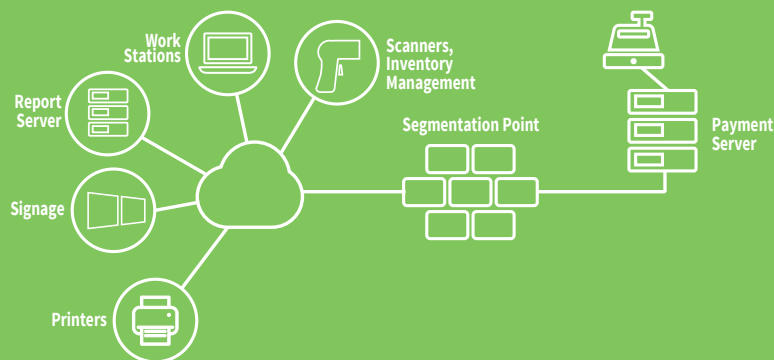 Work
Stations
Scanners,
Inventory
Management
Report
Server
Segmentation Point
Payment
Server
Signage
Printers